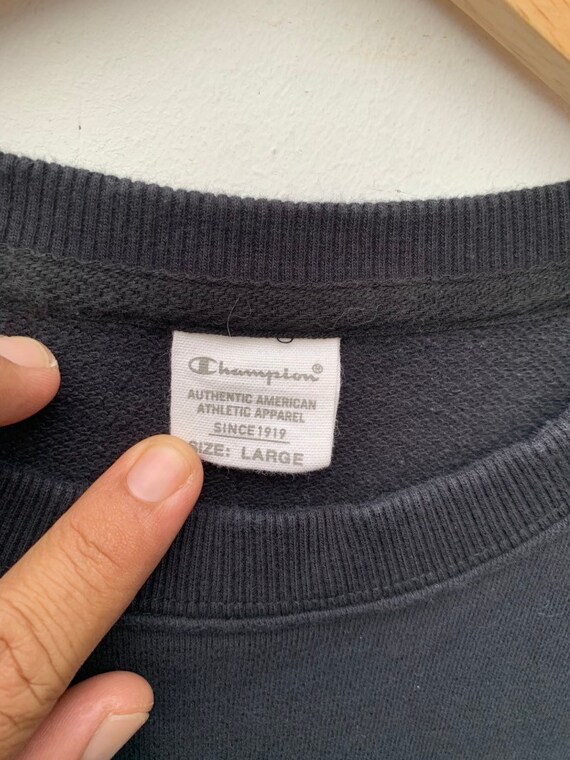 Champion®
AUTHENTIC AMERICAN
ATHLETIC APPAREL
SINCE 1919
SIZE: LARGE